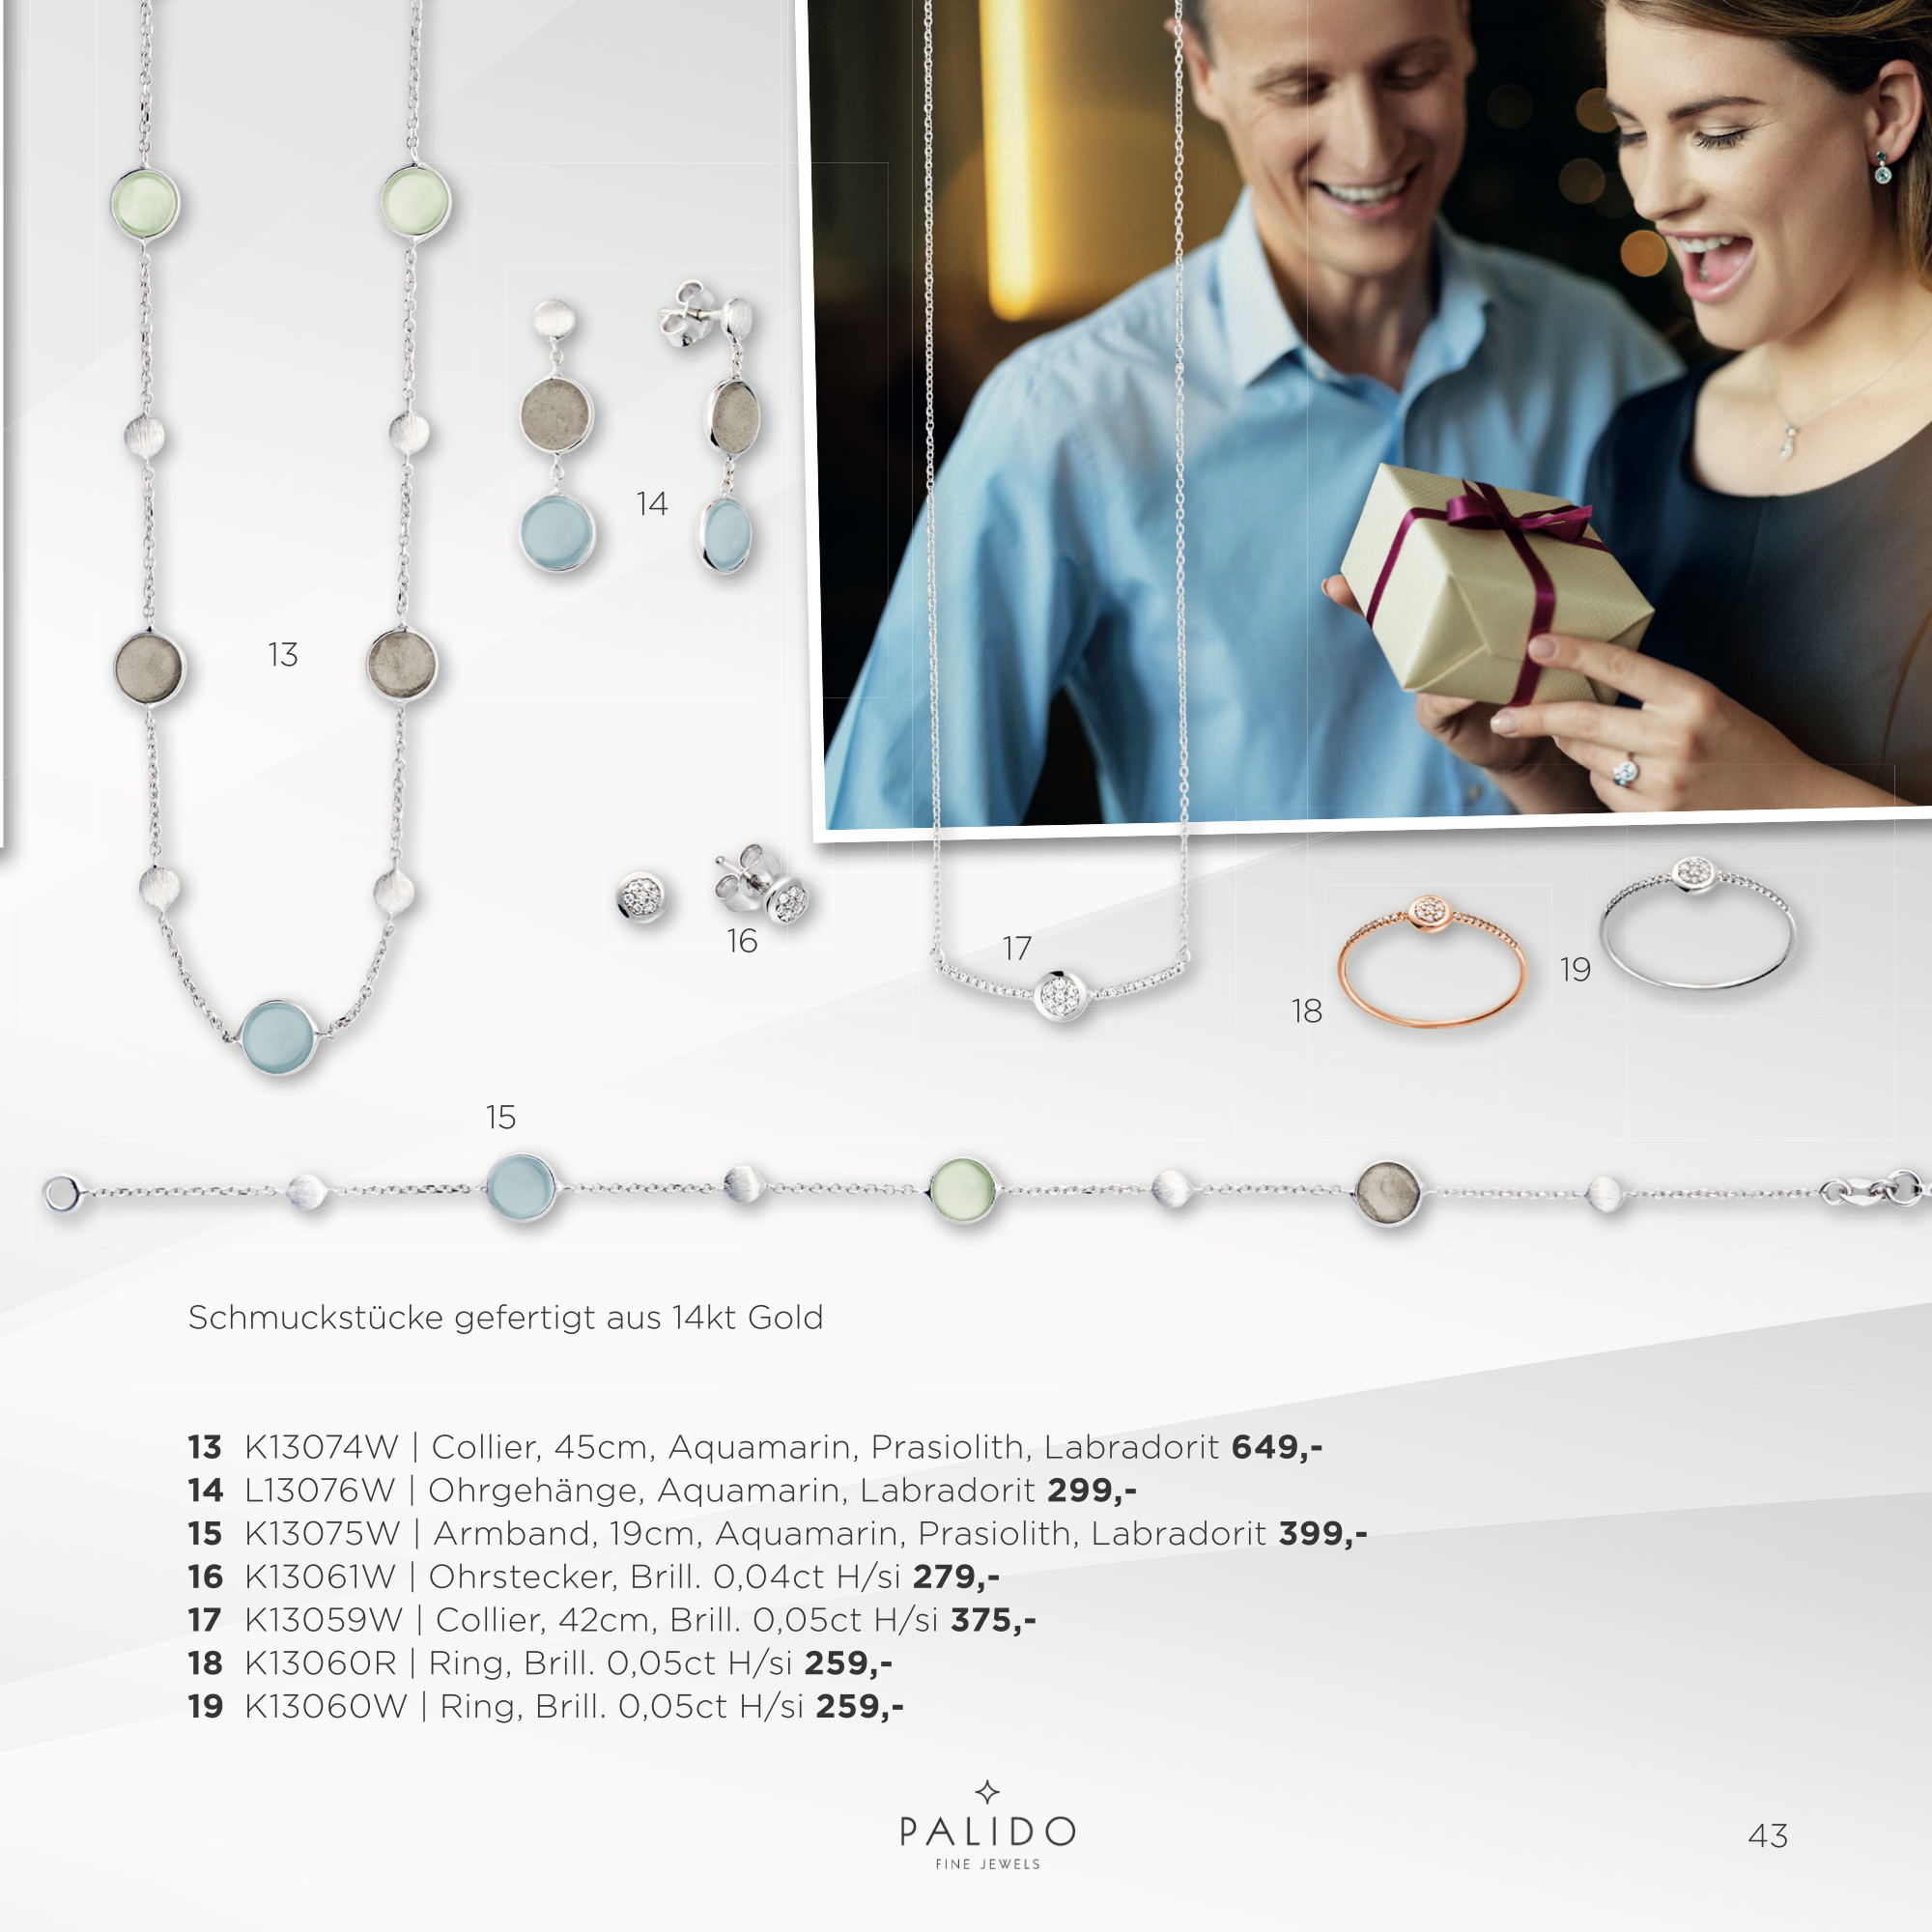 14
13
16
17
18
19
15
Schmuckstücke gefertigt aus 14kt Gold
13 K13074W | Collier, 45cm, Aquamarin, Prasiolith, Labradorit 649,-
14 L13076W | Ohrgehänge, Aquamarin, Labradorit 299,-
15 K13075W | Armband, 19cm, Aquamarin, Prasiolith, Labradorit 399,-
16 K13061W | Ohrstecker, Brill. 0,04ct H/si 279,-
17 K13059W | Collier, 42cm, Brill. 0,05ct H/si 375,-
18 K13060R | Ring, Brill. 0,05ct H/si 259,-
19 K13060W | Ring, Brill. 0,05ct H/si 259,-
PALIDO
FINE JEWELS
43